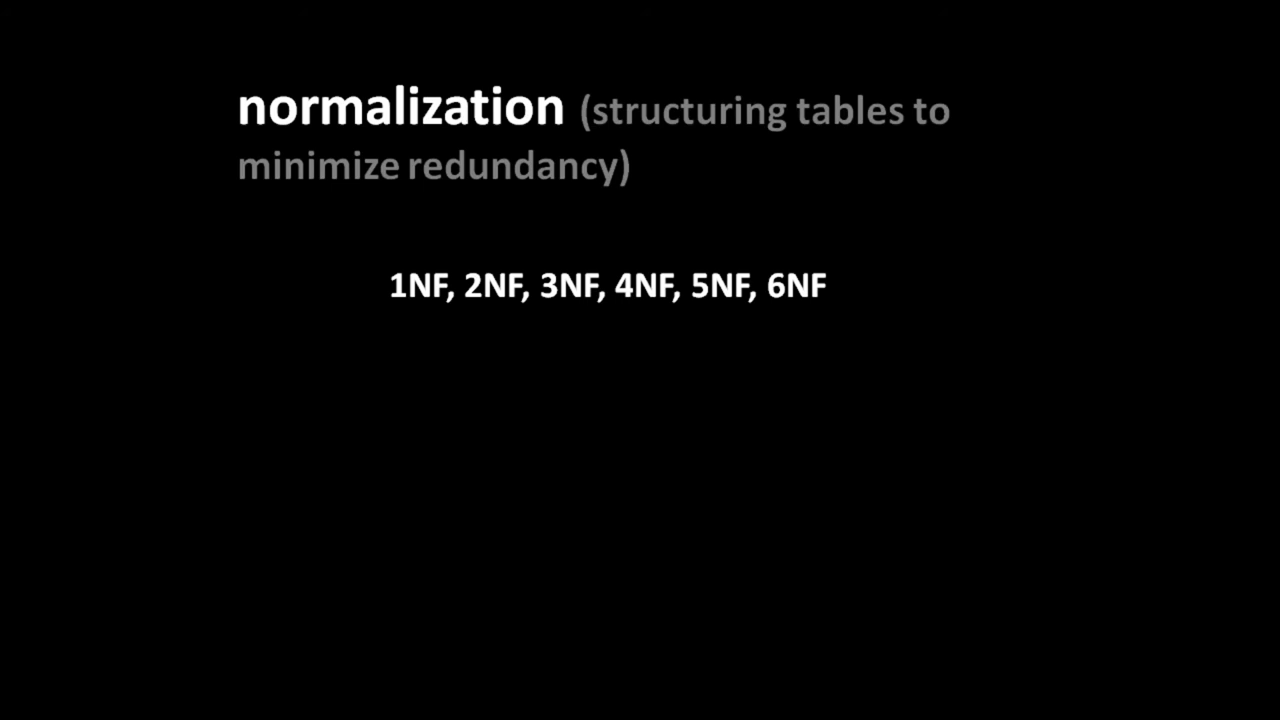 normalization (structuring tables to
minimize redundancy)
1NF, 2NF, 3NF, 4NF, 5NF, 6NF